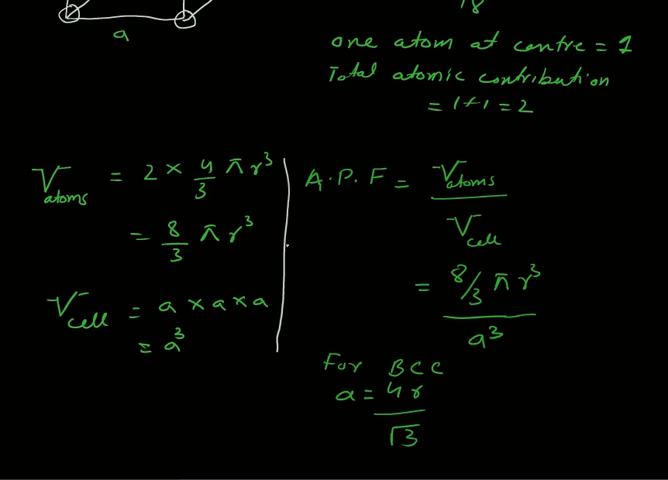 a
18
one atom at centre = 1
Total atomic contribution
= 1+1 = 2
V atoms = 2 × 4/3 π r³
= 8/3 π r³
V cell = a × a × a
= a³
A.P.F = V atoms / V cell
= 8/3 π r³ / a³
For BCC
a = 4r / √3